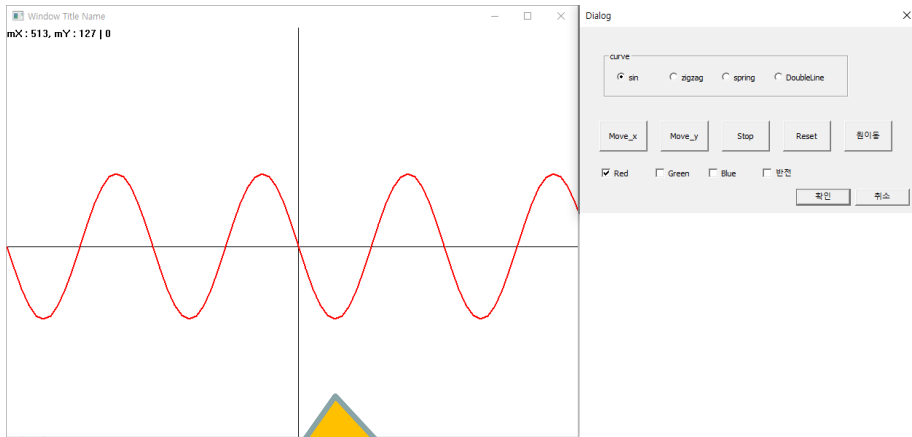 Window Title Name
mX : 513, mY : 127 | 0
Dialog
curve
sin zigzag spring DoubleLine
Move_x Move_y Stop Reset 원이동
Red Green Blue 반전
확인 취소